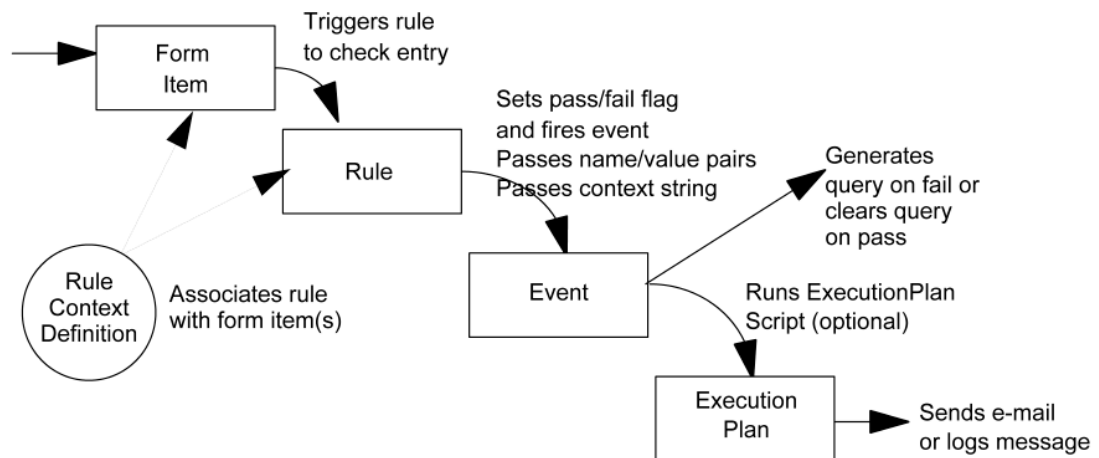 Form
Item
Triggers rule
to check entry
Rule
Sets pass/fail flag
and fires event
Passes name/value pairs
Passes context string
Generates
query on fail or
clears query
on pass
Rule
Context
Definition
Associates rule
with form item(s)
Event
Runs ExecutionPlan
Script (optional)
Execution
Plan
Sends e-mail
or logs message